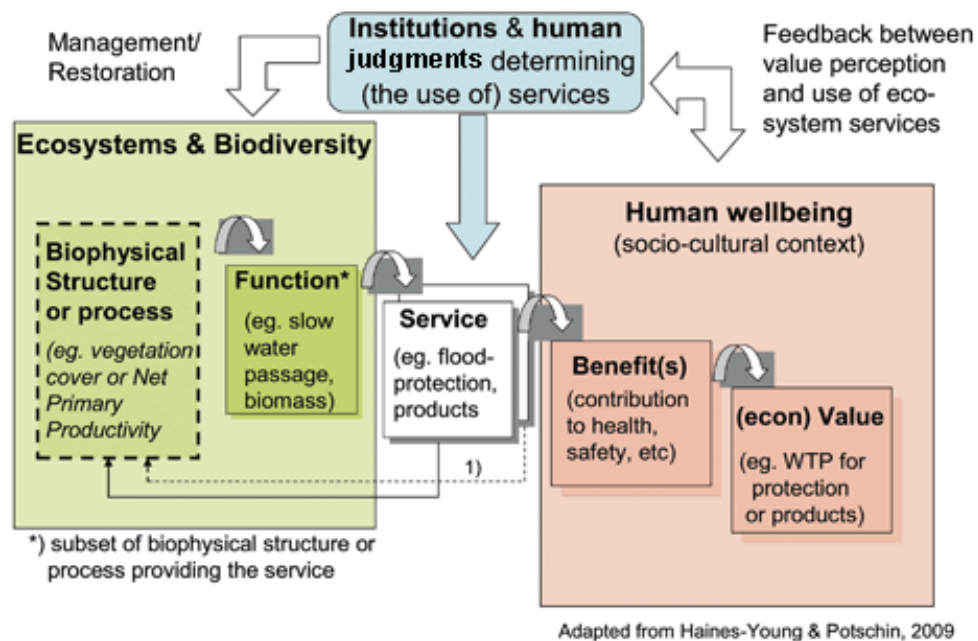 Management/
Restoration
Institutions & human
judgments determining
(the use of) services
Feedback between
value perception
and use of eco-
system services
Ecosystems & Biodiversity
Biophysical
Structure
or process
(eg. vegetation
cover or Net
Primary
Productivity
Function*
(eg. slow
water
passage,
biomass)
Service
(eg. flood-
protection,
products
1)
Human wellbeing
(socio-cultural context)
Benefit(s)
(contribution
to health,
safety, etc)
(econ) Value
(eg. WTP for
protection
or products)
*) subset of biophysical structure or
process providing the service
Adapted from Haines-Young & Potschin, 2009